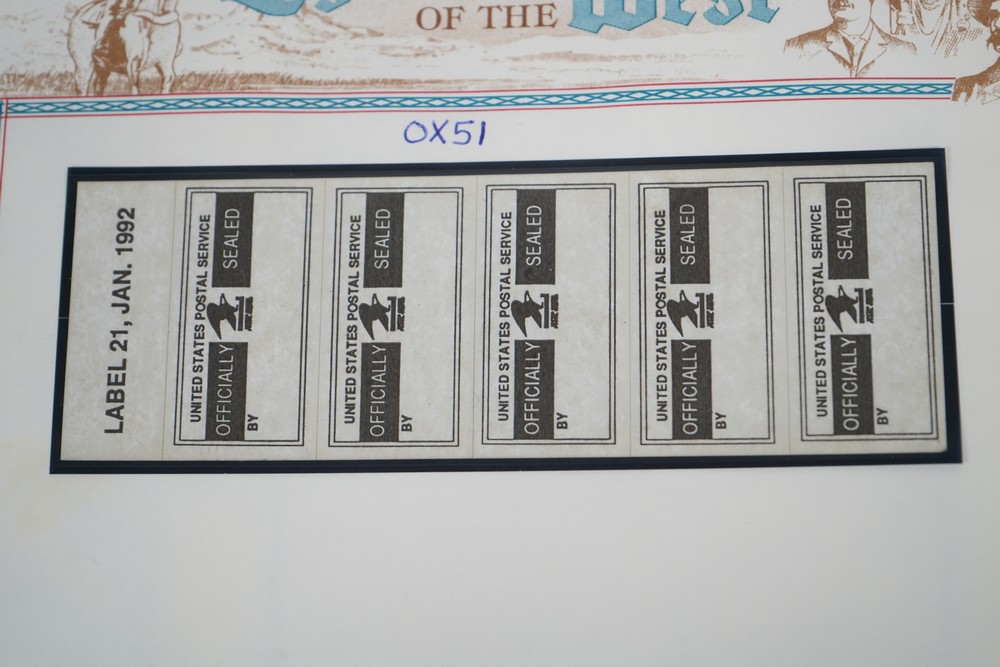 OF THE West
OX51
LABEL 21, JAN. 1992
UNITED STATES POSTAL SERVICE
OFFICIALLY SEALED
BY
UNITED STATES POSTAL SERVICE
OFFICIALLY SEALED
BY
UNITED STATES POSTAL SERVICE
OFFICIALLY SEALED
BY
UNITED STATES POSTAL SERVICE
OFFICIALLY SEALED
BY
UNITED STATES POSTAL SERVICE
OFFICIALLY SEALED
BY